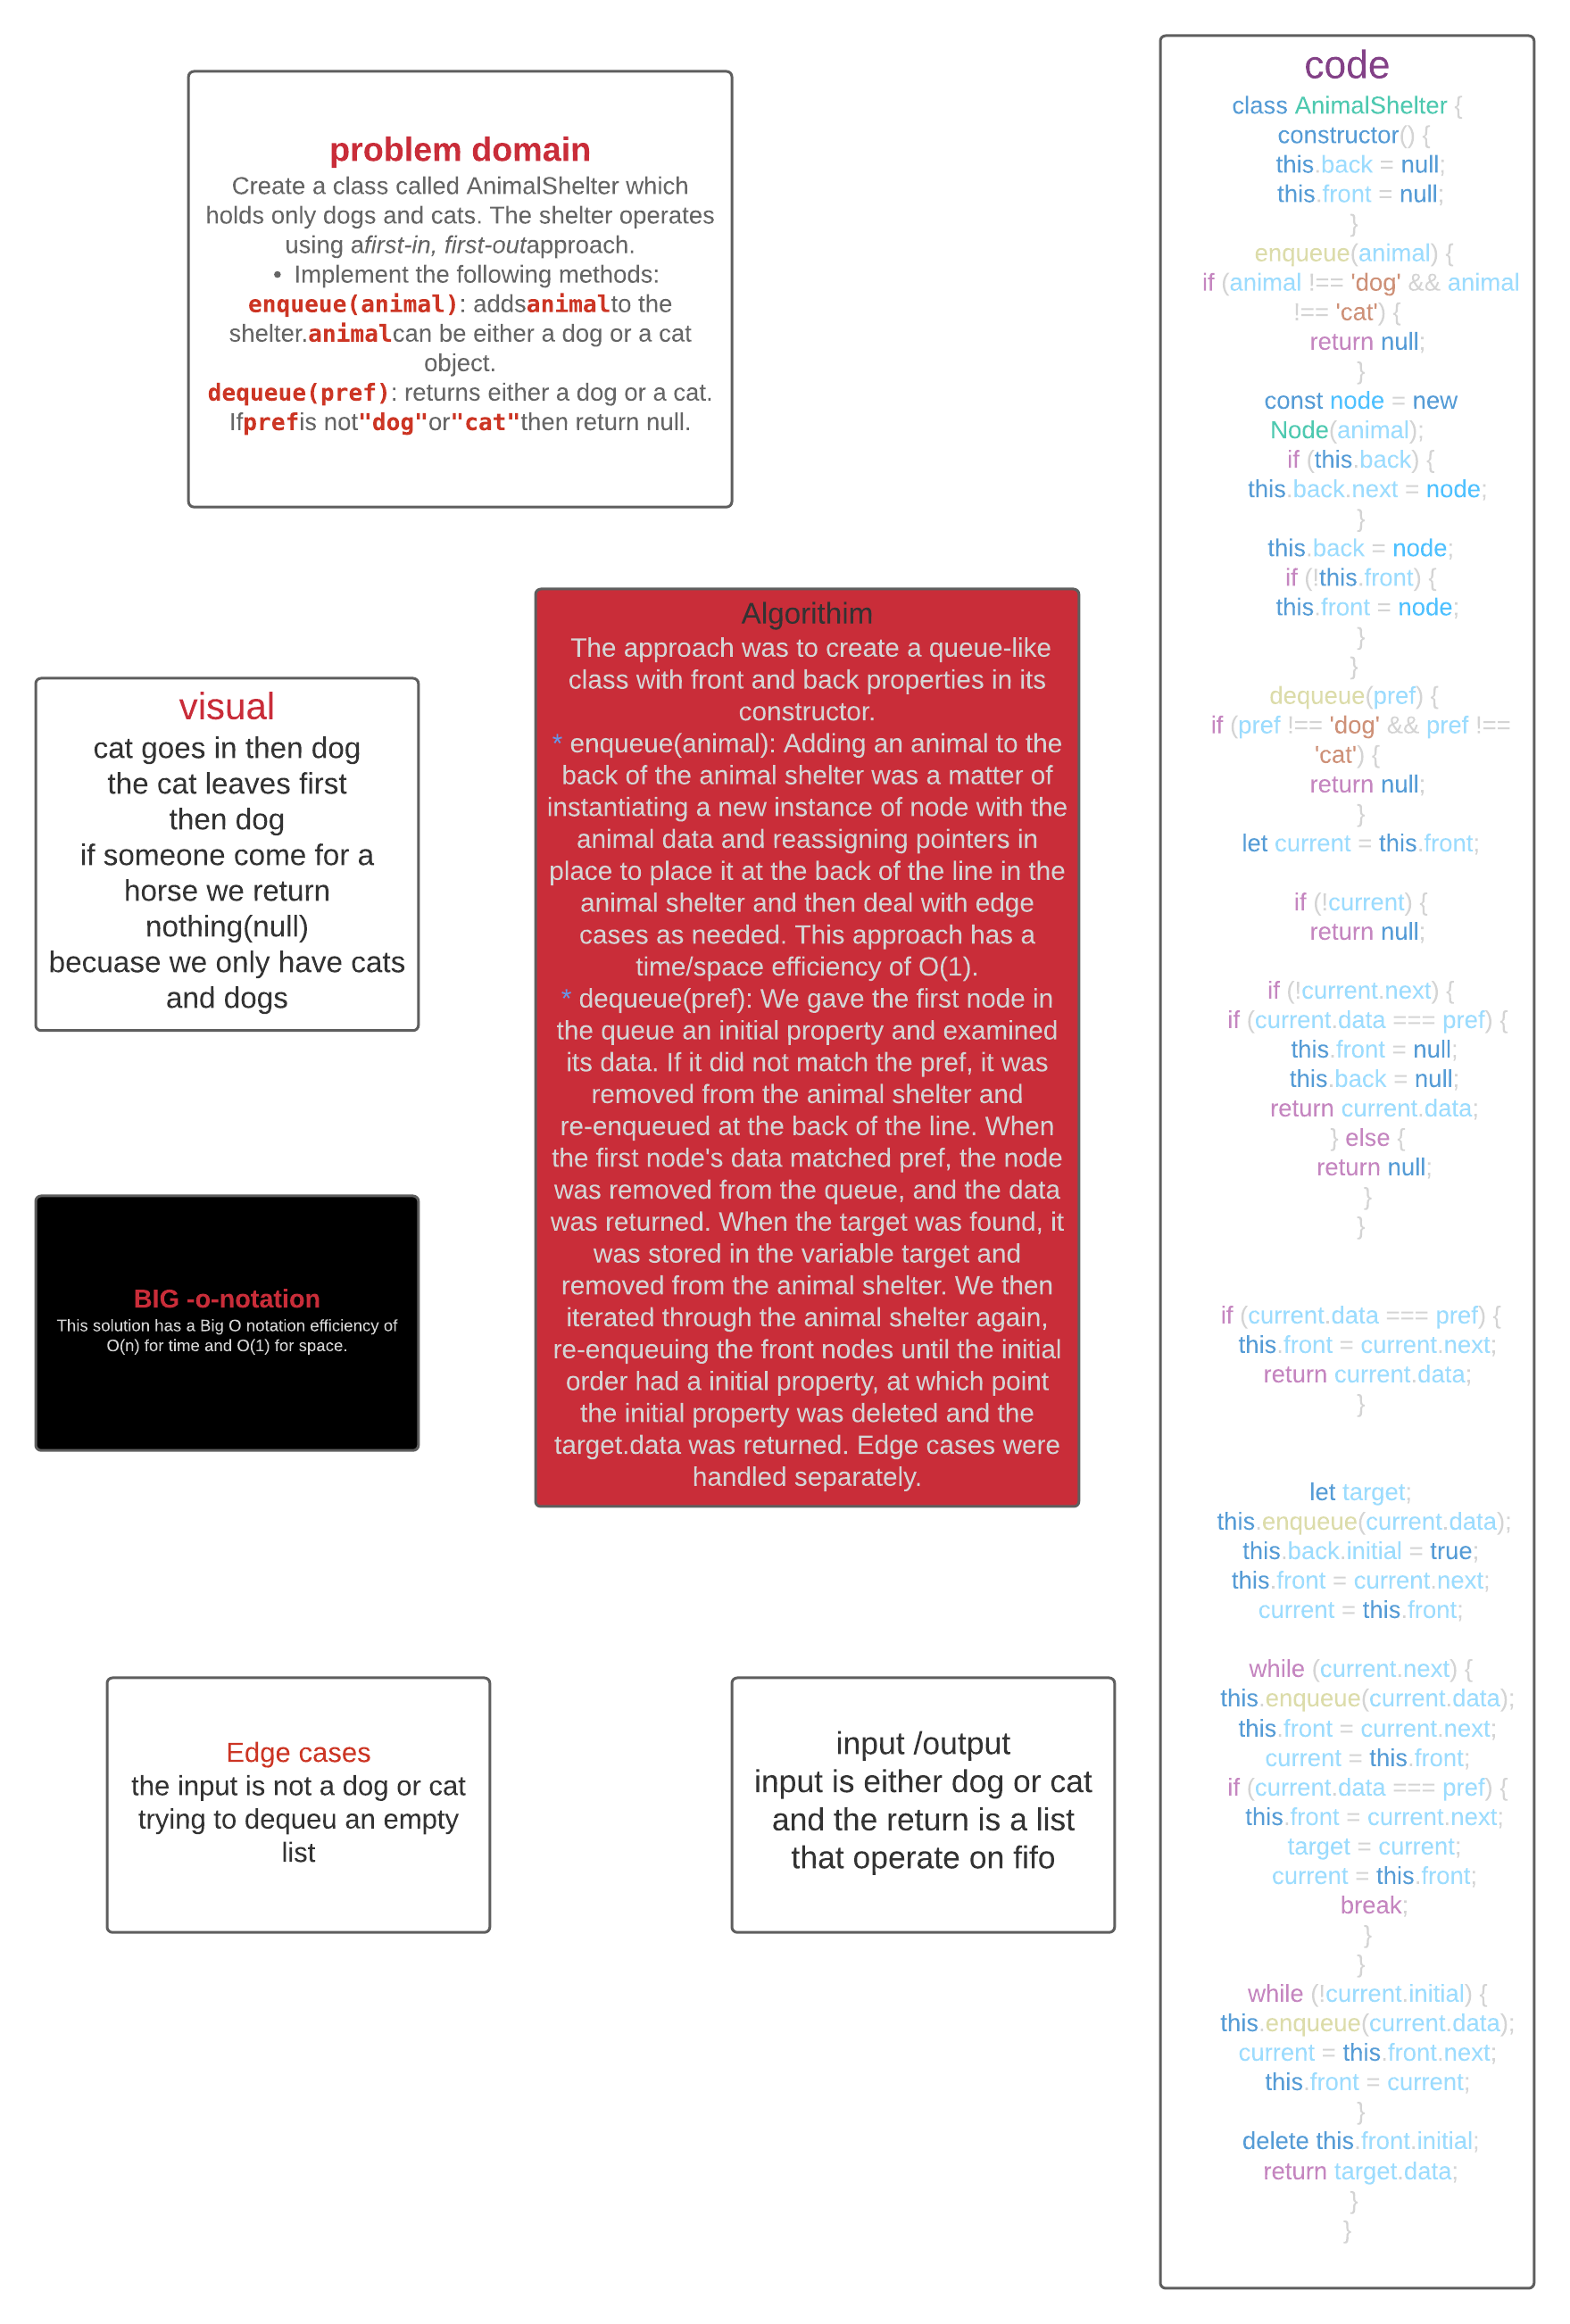 problem domain
Create a class called AnimalShelter which
holds only dogs and cats. The shelter operates
using afirst-in, first-outapproach.
• Implement the following methods:
enqueue(animal): addsanimalto the
shelter.animalcan be either a dog or a cat
object.
dequeue(pref): returns either a dog or a cat.
Ifprefis not"dog"or"cat"then return null.
visual
cat goes in then dog
the cat leaves first
then dog
if someone come for a
horse we return
nothing(null)
becuase we only have cats
and dogs
BIG -o-notation
This solution has a Big O notation efficiency of
O(n) for time and O(1) for space.
Algorithim
The approach was to create a queue-like
class with front and back properties in its
constructor.
* enqueue(animal): Adding an animal to the
back of the animal shelter was a matter of
instantiating a new instance of node with the
animal data and reassigning pointers in
place to place it at the back of the line in the
animal shelter and then deal with edge
cases as needed. This approach has a
time/space efficiency of O(1).
* dequeue(pref): We gave the first node in
the queue an initial property and examined
its data. If it did not match the pref, it was
removed from the animal shelter and
re-enqueued at the back of the line. When
the first node's data matched pref, the node
was removed from the queue, and the data
was returned. When the target was found, it
was stored in the variable target and
removed from the animal shelter. We then
iterated through the animal shelter again,
re-enqueuing the front nodes until the initial
order had a initial property, at which point
the initial property was deleted and the
target.data was returned. Edge cases were
handled separately.
Edge cases
the input is not a dog or cat
trying to dequeu an empty
list
input /output
input is either dog or cat
and the return is a list
that operate on fifo
code
class AnimalShelter {
constructor() {
this.back = null;
this.front = null;
}
enqueue(animal) {
if (animal !== 'dog' && animal
!== 'cat') {
return null;
}
const node = new
Node(animal);
if (this.back) {
this.back.next = node;
}
this.back = node;
if (!this.front) {
this.front = node;
}
}
dequeue(pref) {
if (pref !== 'dog' && pref !==
'cat') {
return null;
}
let current = this.front;
if (!current) {
return null;
if (!current.next) {
if (current.data === pref) {
this.front = null;
this.back = null;
return current.data;
} else {
return null;
}
}
if (current.data === pref) {
this.front = current.next;
return current.data;
}
let target;
this.enqueue(current.data);
this.back.initial = true;
this.front = current.next;
current = this.front;
while (current.next) {
this.enqueue(current.data);
this.front = current.next;
current = this.front;
if (current.data === pref) {
this.front = current.next;
target = current;
current = this.front;
break;
}
}
while (!current.initial) {
this.enqueue(current.data);
current = this.front.next;
this.front = current;
}
delete this.front.initial;
return target.data;
}
}